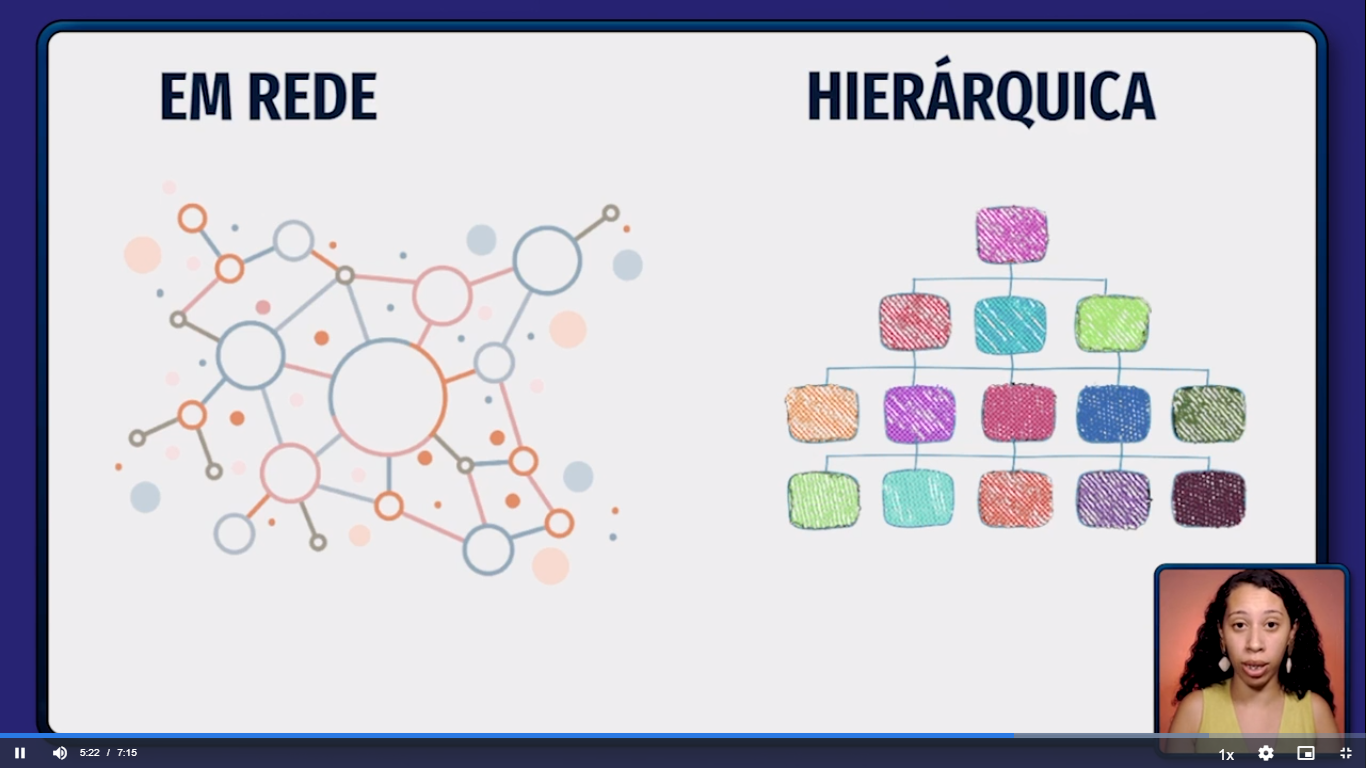 EM REDE
HIERÁRQUICA
5:22 / 7:15
1x